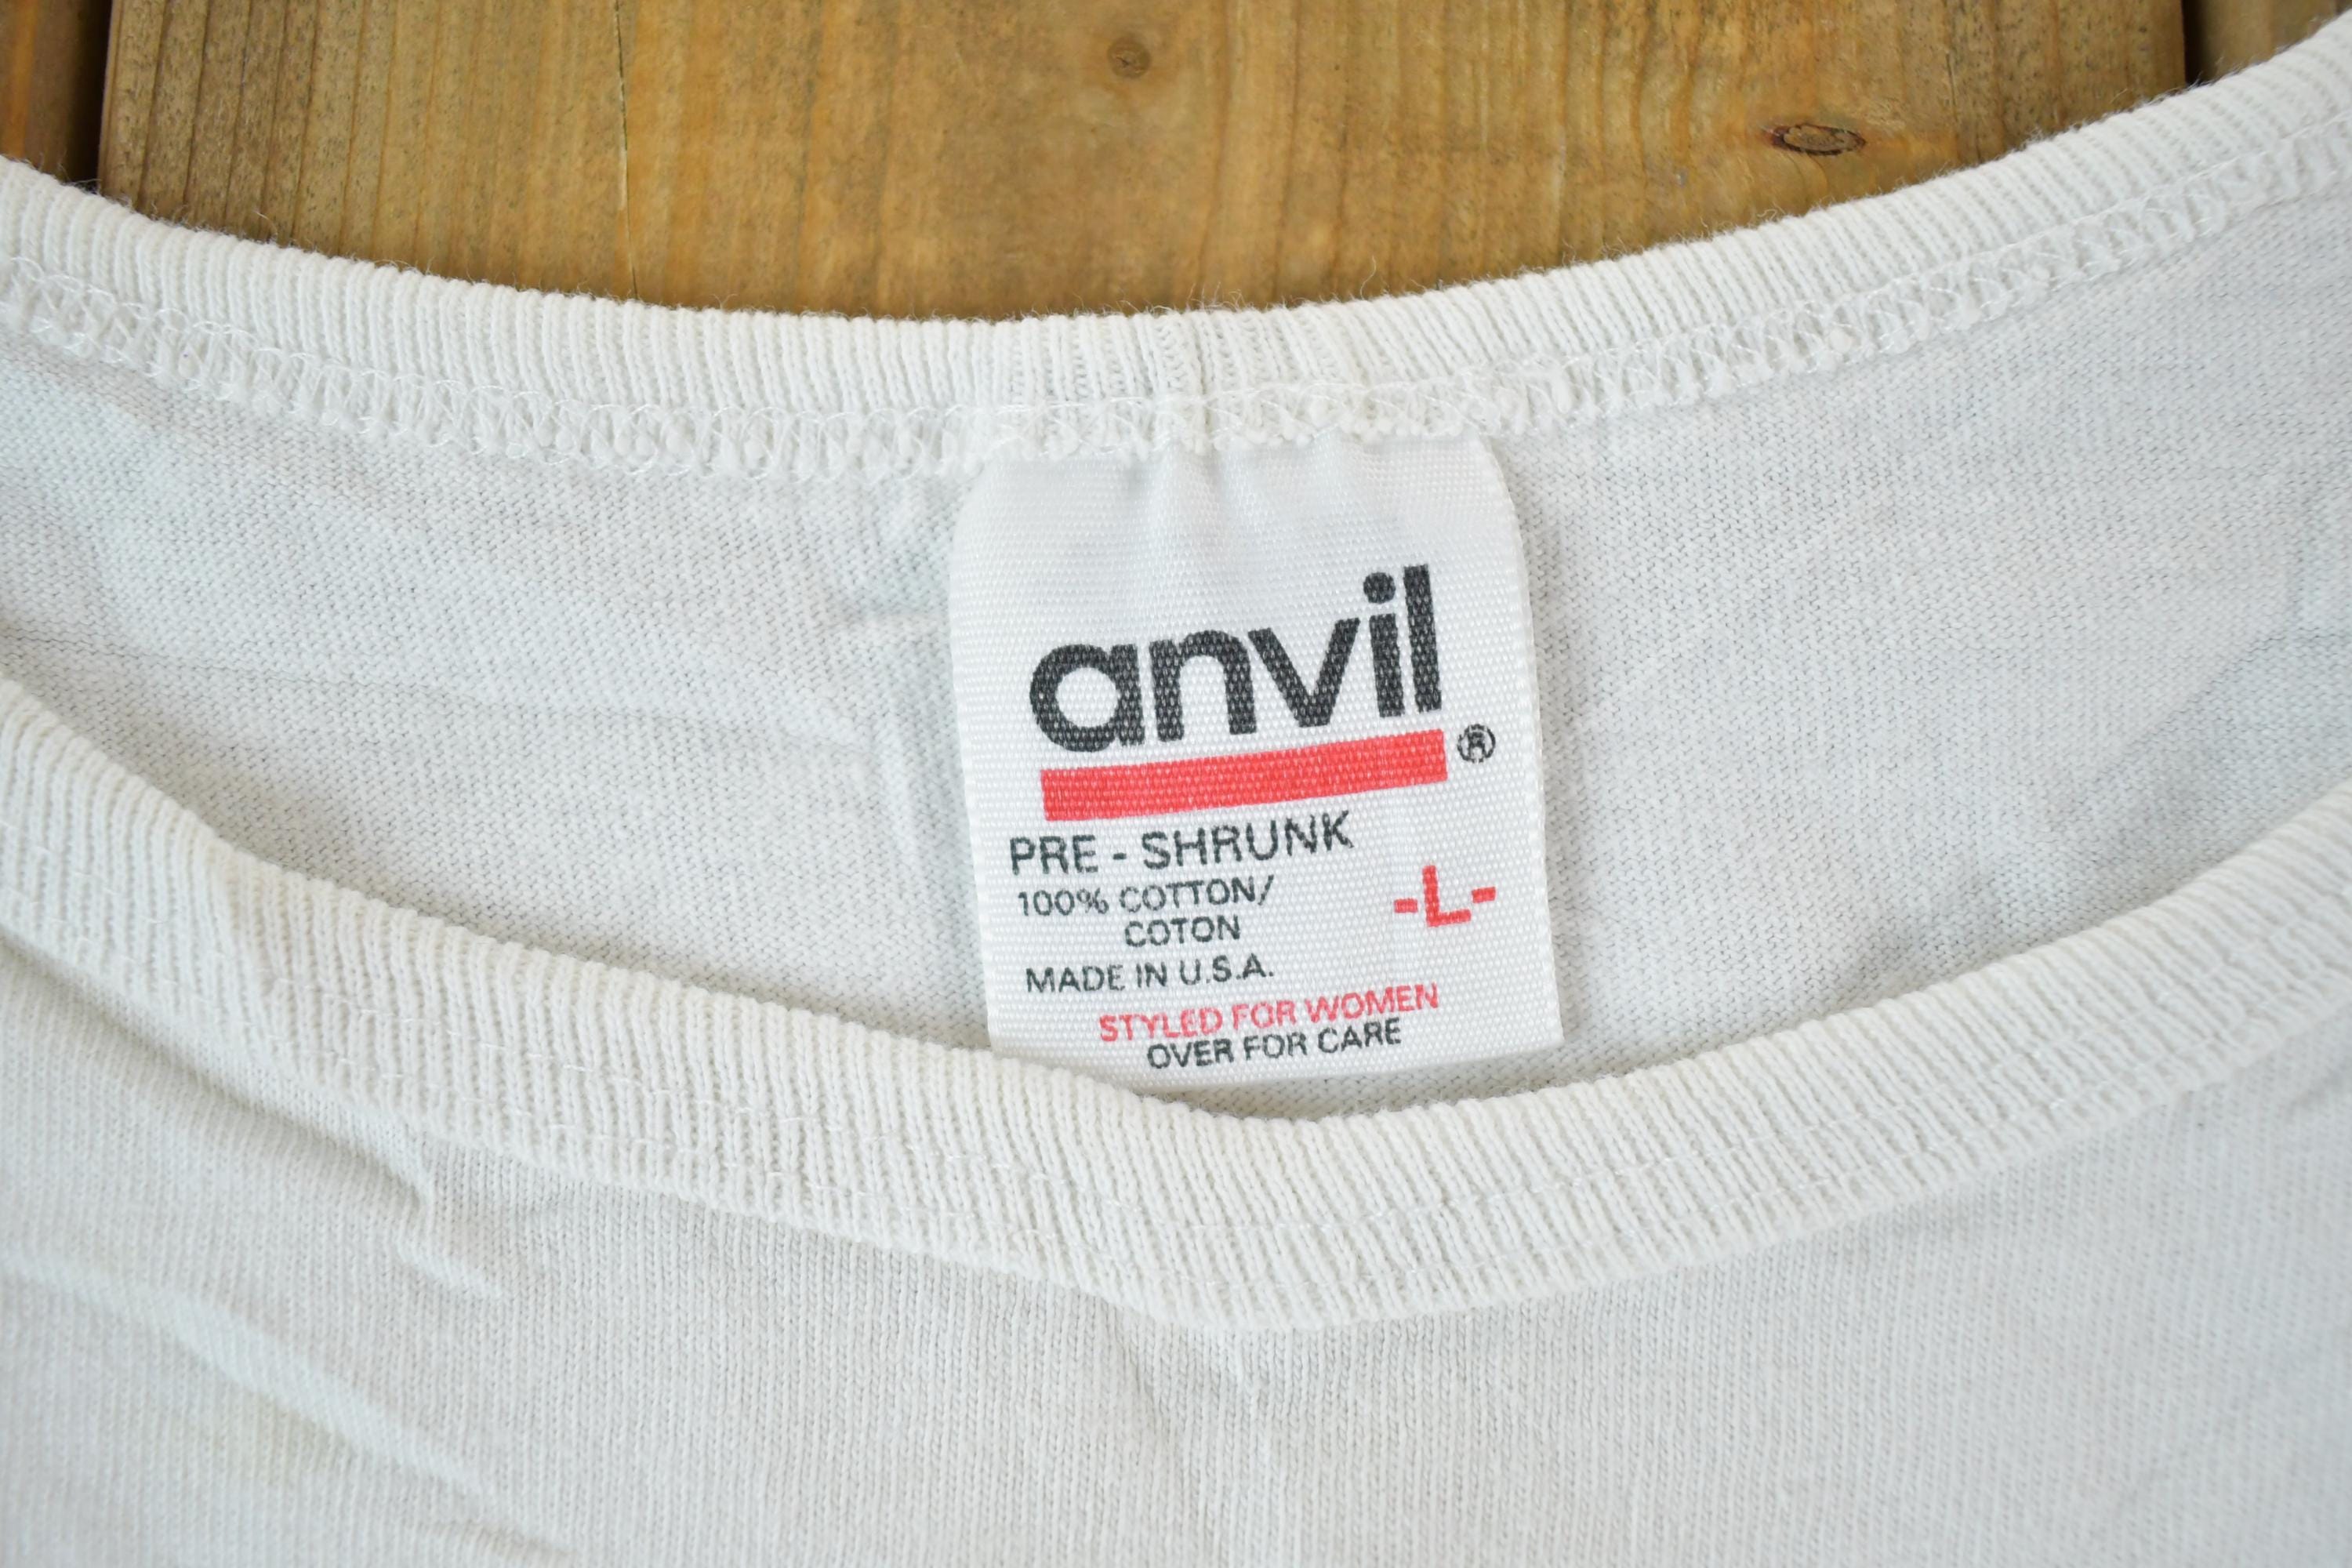 anvil
®
PRE - SHRUNK
100% COTTON/
COTON
-L-
MADE IN U.S.A.
STYLED FOR WOMEN
OVER FOR CARE